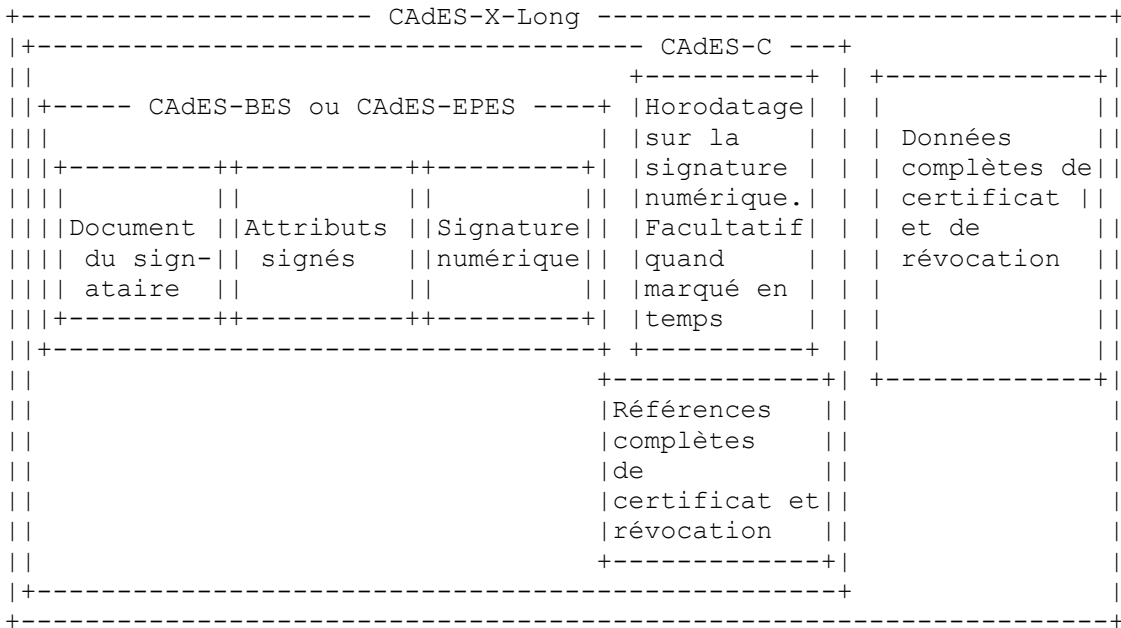 CAdES-X-Long
CAdES-C
CAdES-BES ou CAdES-EPES
Horodatage
sur la
signature
numérique.
Facultatif
quand
marqué en
temps
Document
du sign-
ataire
Attributs
signés
Signature
numérique
Données
complètes de
certificat
et de
révocation
Références
complètes
de
certificat et
révocation